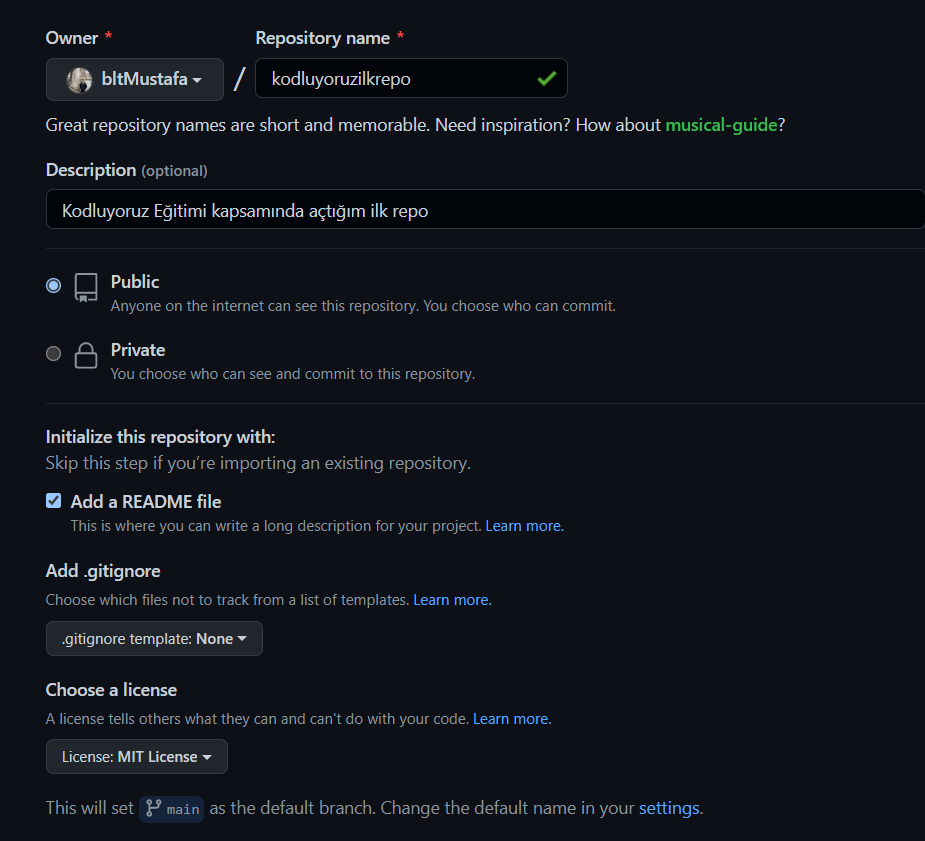 Owner * Repository name *
bltMustafa / kodluyoruzilkrepo
Great repository names are short and memorable. Need inspiration? How about musical-guide?
Description (optional)
Kodluyoruz Eğitimi kapsamında açtığım ilk repo
Public
Anyone on the internet can see this repository. You choose who can commit.
Private
You choose who can see and commit to this repository.
Initialize this repository with:
Skip this step if you’re importing an existing repository.
Add a README file
This is where you can write a long description for your project. Learn more.
Add .gitignore
Choose which files not to track from a list of templates. Learn more.
.gitignore template: None
Choose a license
A license tells others what they can and can't do with your code. Learn more.
License: MIT License
This will set main as the default branch. Change the default name in your settings.